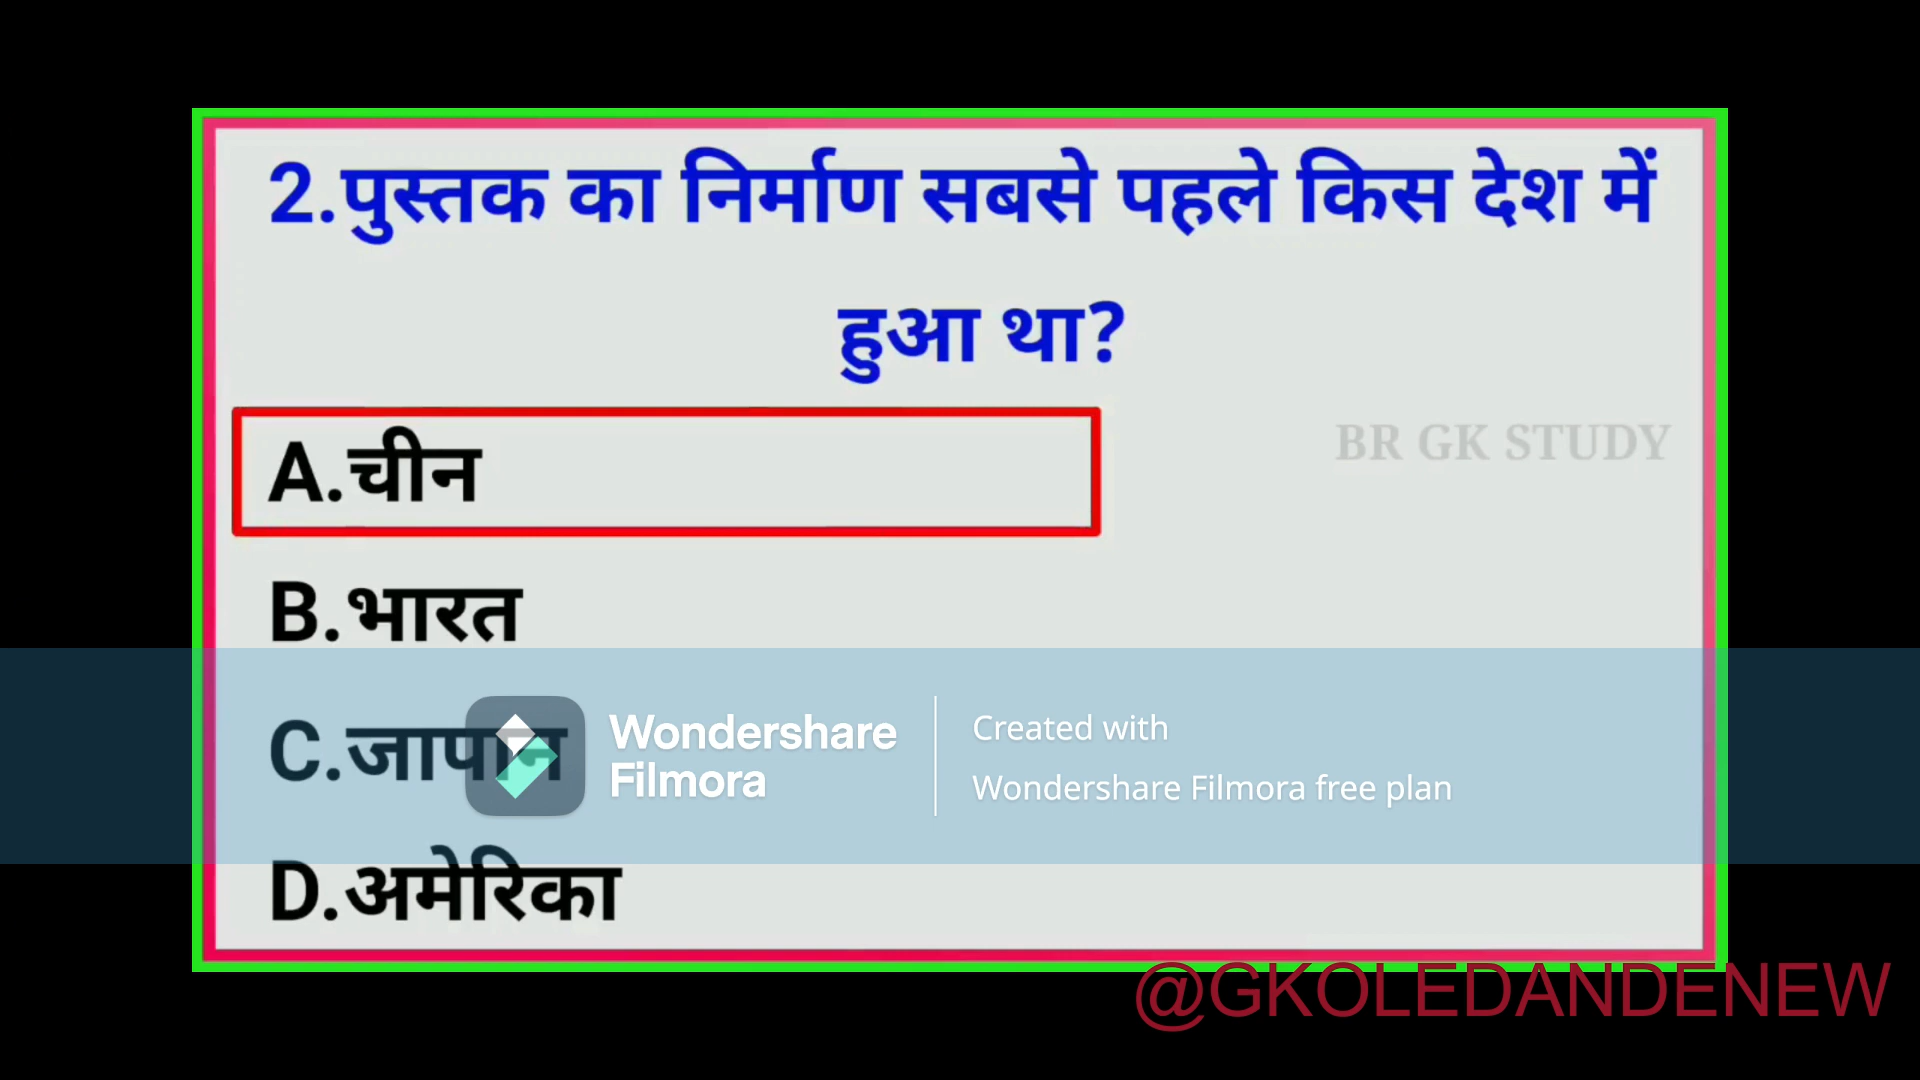 2.पुस्तक का निर्माण सबसे पहले किस देश में
हुआ था?
A.चीन
BR GK STUDY
B.भारत
C.जापान
Wondershare
Filmora
Created with
Wondershare Filmora free plan
D.अमेरिका
@GKOLEDANDENEW